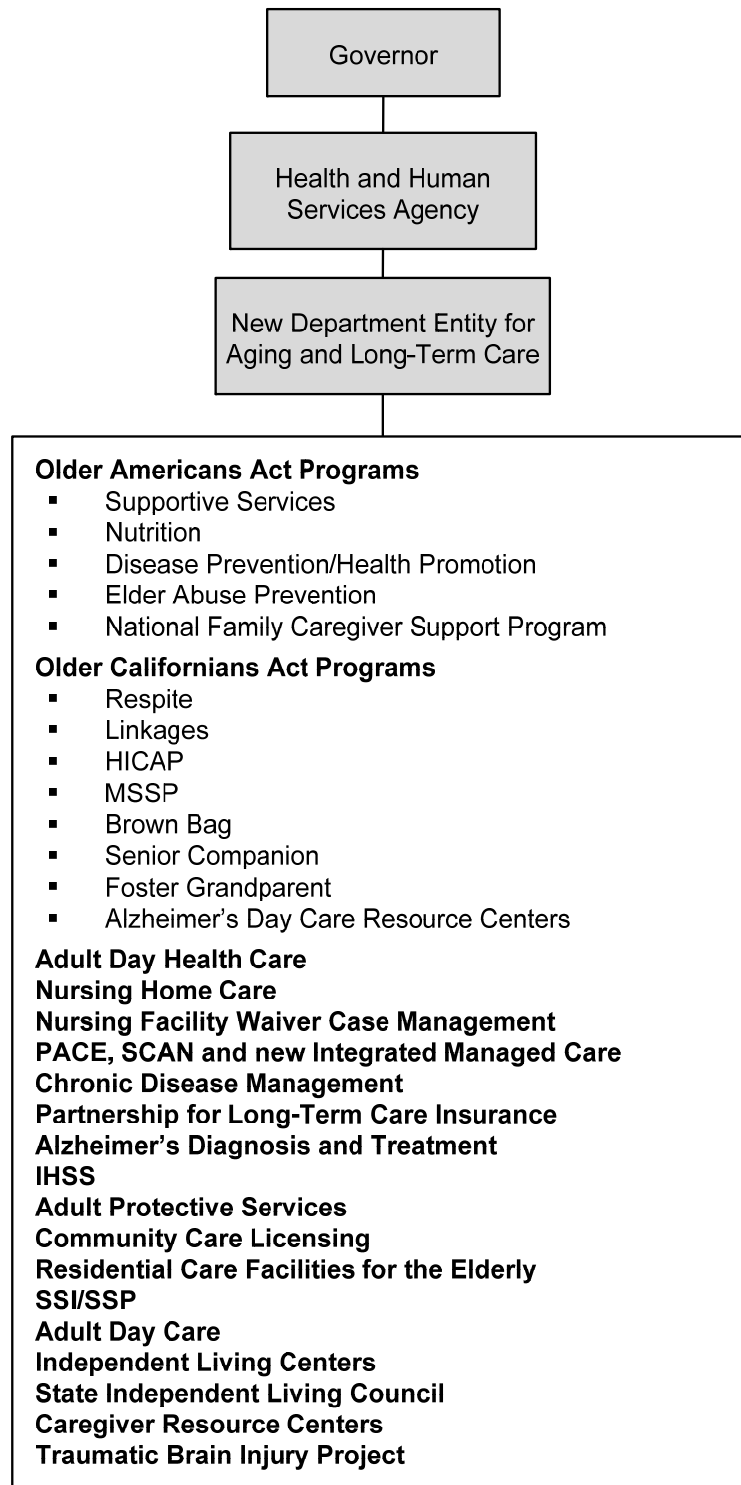 Governor
Health and Human
Services Agency
New Department Entity for
Aging and Long-Term Care
Older Americans Act Programs
▪ Supportive Services
▪ Nutrition
▪ Disease Prevention/Health Promotion
▪ Elder Abuse Prevention
▪ National Family Caregiver Support Program
Older Californians Act Programs
▪ Respite
▪ Linkages
▪ HICAP
▪ MSSP
▪ Brown Bag
▪ Senior Companion
▪ Foster Grandparent
▪ Alzheimer’s Day Care Resource Centers
Adult Day Health Care
Nursing Home Care
Nursing Facility Waiver Case Management
PACE, SCAN and new Integrated Managed Care
Chronic Disease Management
Partnership for Long-Term Care Insurance
Alzheimer’s Diagnosis and Treatment
IHSS
Adult Protective Services
Community Care Licensing
Residential Care Facilities for the Elderly
SSI/SSP
Adult Day Care
Independent Living Centers
State Independent Living Council
Caregiver Resource Centers
Traumatic Brain Injury Project